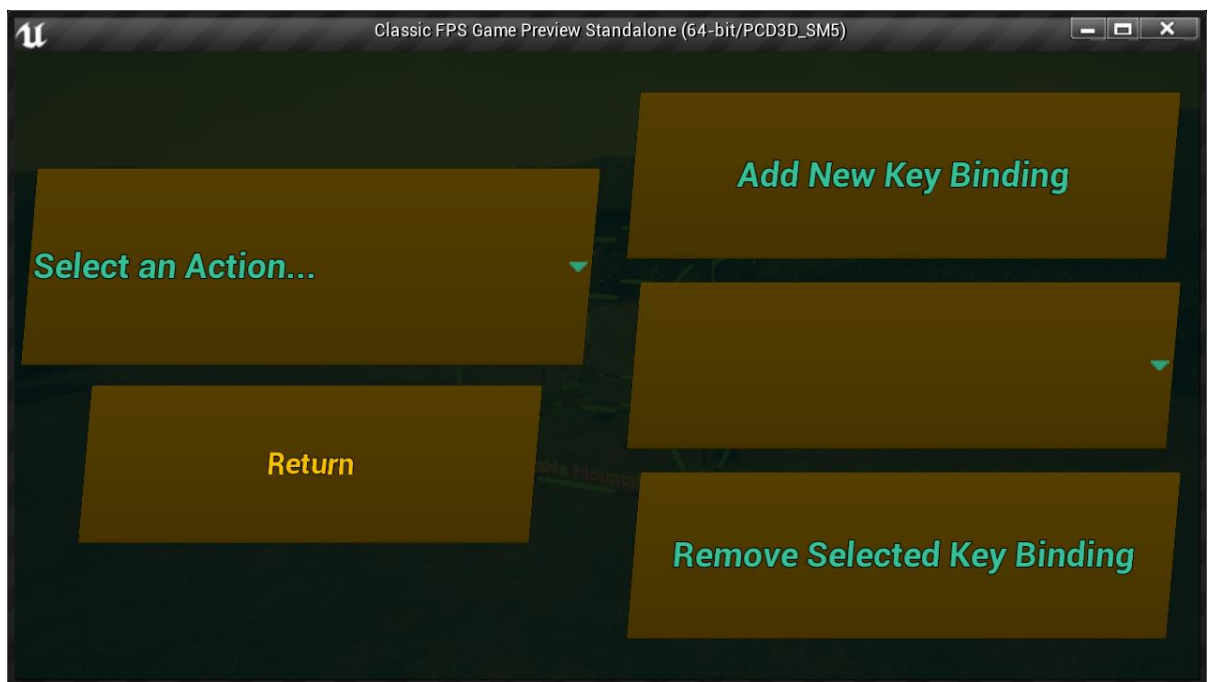 Classic FPS Game Preview Standalone (64-bit/PCD3D_SM5)
Add New Key Binding
Select an Action...
Return
Remove Selected Key Binding